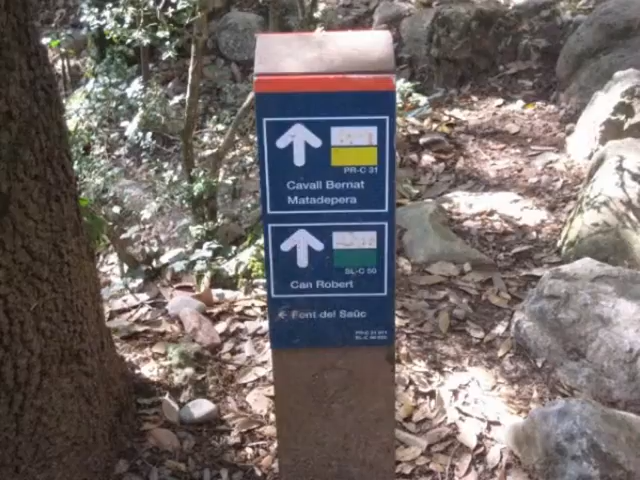 PR-C 31
Cavall Bernat
Matadepera
SL-C 50
Can Robert
← Font del Saüc